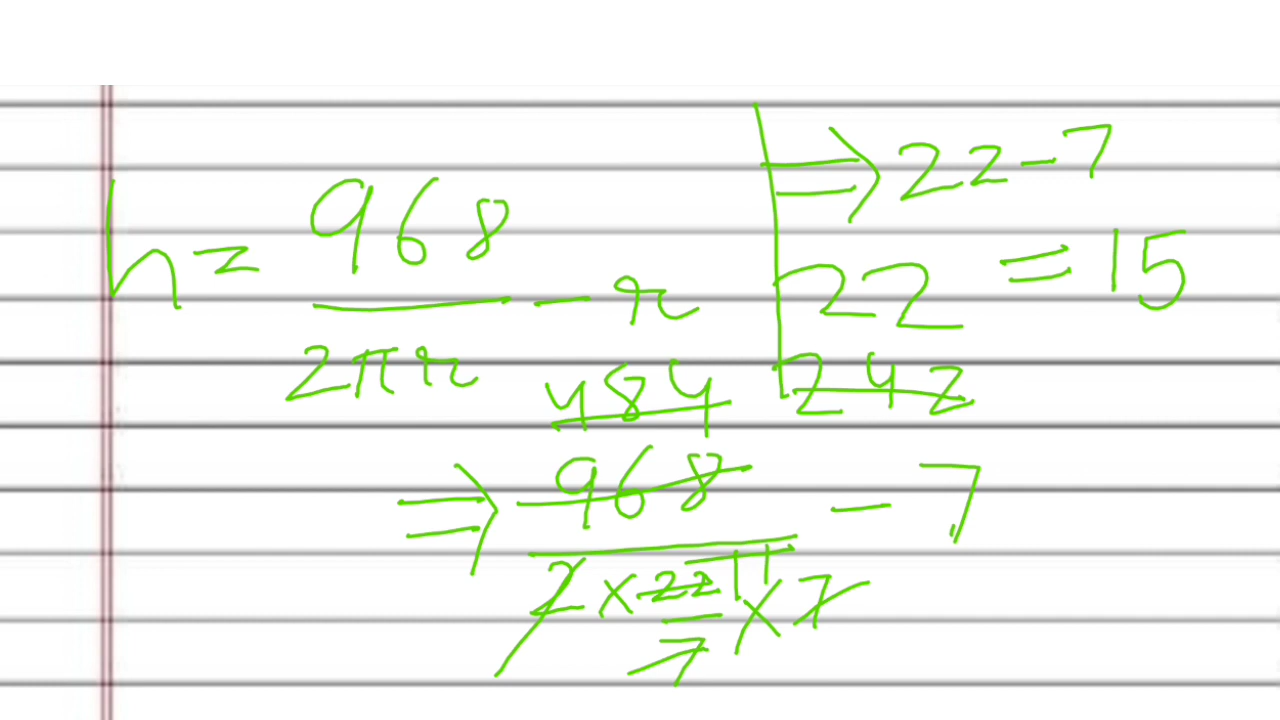 h = 968 / 2πr - r
484
⇒ 968 / 2 × 22 / 7 × 7 - 7
11
22
242
⇒ 22 - 7
= 15